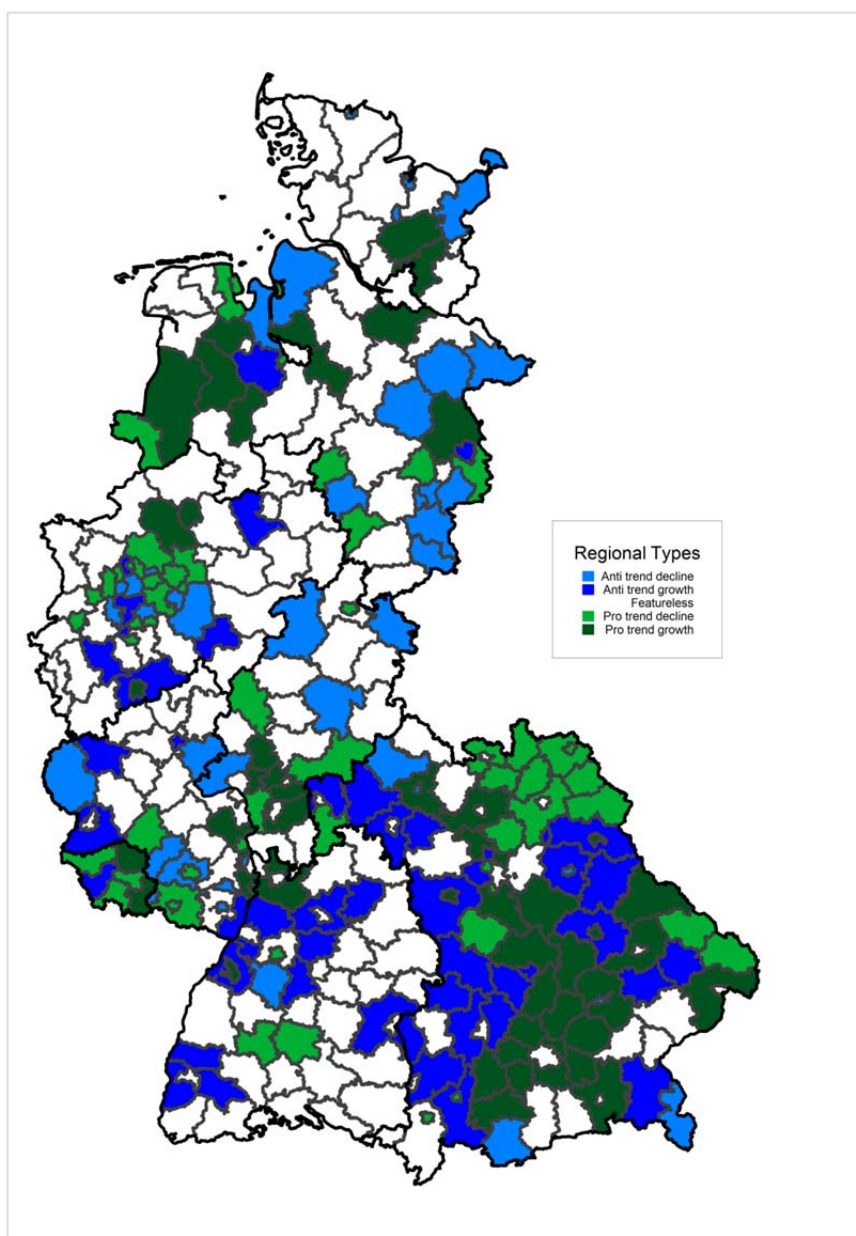 Regional Types
Anti trend decline
Anti trend growth
Featureless
Pro trend decline
Pro trend growth